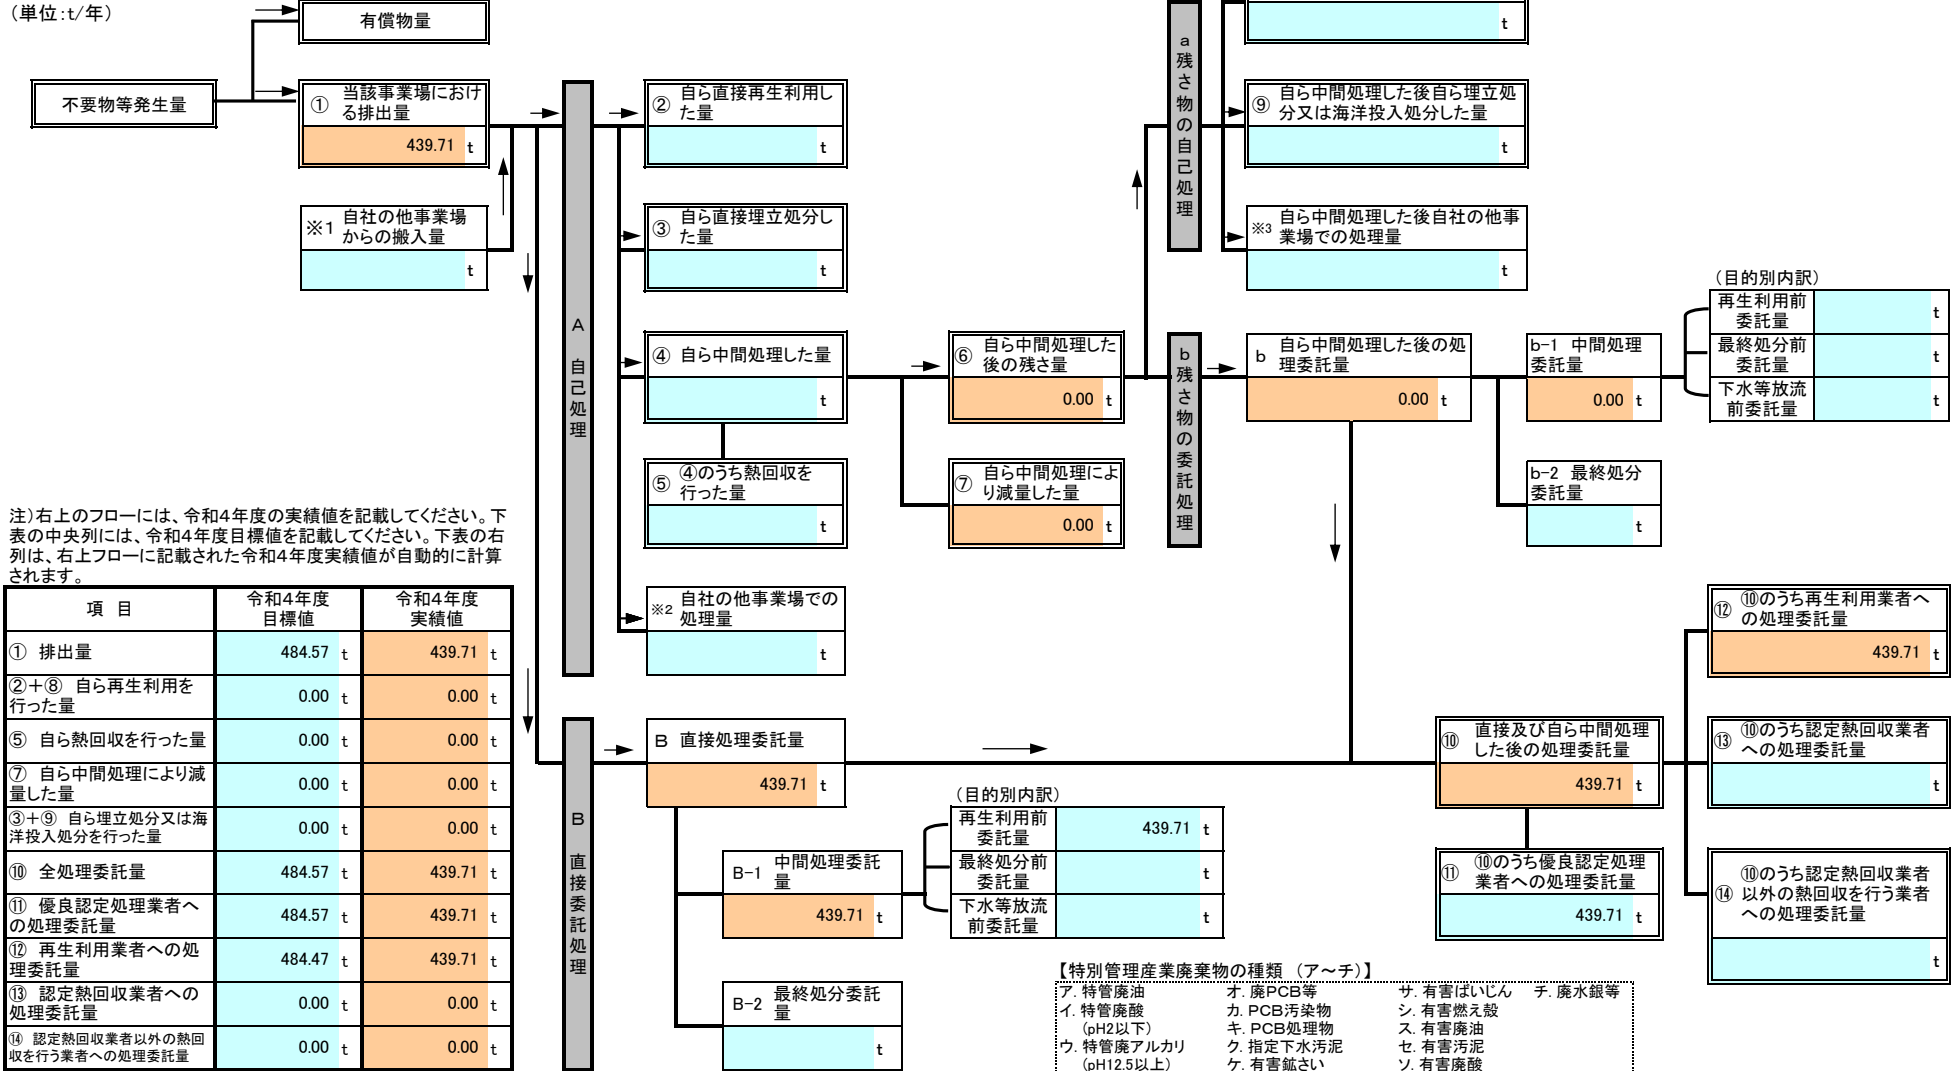 （単位：t/年）
有償物量
不要物等発生量
① 当該事業場におけ
る排出量
439.71 t
※1 自社の他事業場
からの搬入量
t
A 自己処理
② 自ら直接再生利用し
た量
t
③ 自ら直接埋立処分し
た量
t
④ 自ら中間処理した量
t
⑤ ④のうち熱回収を
行った量
t
※2 自社の他事業場での
処理量
t
⑥ 自ら中間処理した
後の残さ量
0.00 t
⑦ 自ら中間処理によ
り減量した量
0.00 t
a 残さ物の自己処理
t
⑨ 自ら中間処理した後自ら埋立処
分又は海洋投入処分した量
t
※3 自ら中間処理した後自社の他事
業場での処理量
t
b 残さ物の委託処理
b 自ら中間処理した後の処
理委託量
0.00 t
b-1 中間処理
委託量
0.00 t
（目的別内訳）
再生利用前
委託量
t
最終処分前
委託量
t
下水等放流
前委託量
t
b-2 最終処分
委託量
t
注）右上のフローには、令和4年度の実績値を記載してください。下
表の中央列には、令和4年度目標値を記載してください。下表の右
列は、右上フローに記載された令和4年度実績値が自動的に計算
されます。
項 目 令和4年度 目標値 令和4年度 実績値
① 排出量 484.57 t 439.71 t
②＋⑧ 自ら再生利用を
行った量 0.00 t 0.00 t
⑤ 自ら熱回収を行った量 0.00 t 0.00 t
⑦ 自ら中間処理により減
量した量 0.00 t 0.00 t
③＋⑨ 自ら埋立処分又は海
洋投入処分を行った量 0.00 t 0.00 t
⑩ 全処理委託量 484.57 t 439.71 t
⑪ 優良認定処理業者へ
の処理委託量 484.57 t 439.71 t
⑫ 再生利用業者への処
理委託量 484.47 t 439.71 t
⑬ 認定熱回収業者への
処理委託量 0.00 t 0.00 t
⑭ 認定熱回収業者以外の熱回
収を行う業者への処理委託量 0.00 t 0.00 t
B 直接委託処理
B 直接処理委託量
439.71 t
B-1 中間処理委託
量
439.71 t
（目的別内訳）
再生利用前
委託量
439.71 t
最終処分前
委託量
t
下水等放流
前委託量
t
B-2 最終処分委託
量
t
⑩ 直接及び自ら中間処理
した後の処理委託量
439.71 t
⑪ ⑩のうち優良認定処理
業者への処理委託量
439.71 t
⑫ ⑩のうち再生利用業者へ
の処理委託量
439.71 t
⑬ ⑩のうち認定熱回収業者
への処理委託量
t
⑭ ⑩のうち認定熱回収業者
以外の熱回収を行う業者
への処理委託量
t
【特別管理産業廃棄物の種類 （ア～チ）】
ア. 特管廃油 オ. 廃PCB等 サ. 有害ばいじん チ. 廃水銀等
イ. 特管廃酸 カ. PCB汚染物 シ. 有害燃え殻
（pH2以下） キ. PCB処理物 ス. 有害廃油
ウ. 特管廃アルカリ ク. 指定下水汚泥 セ. 有害汚泥
（pH12.5以上） ケ. 有害鉱さい ソ. 有害廃酸